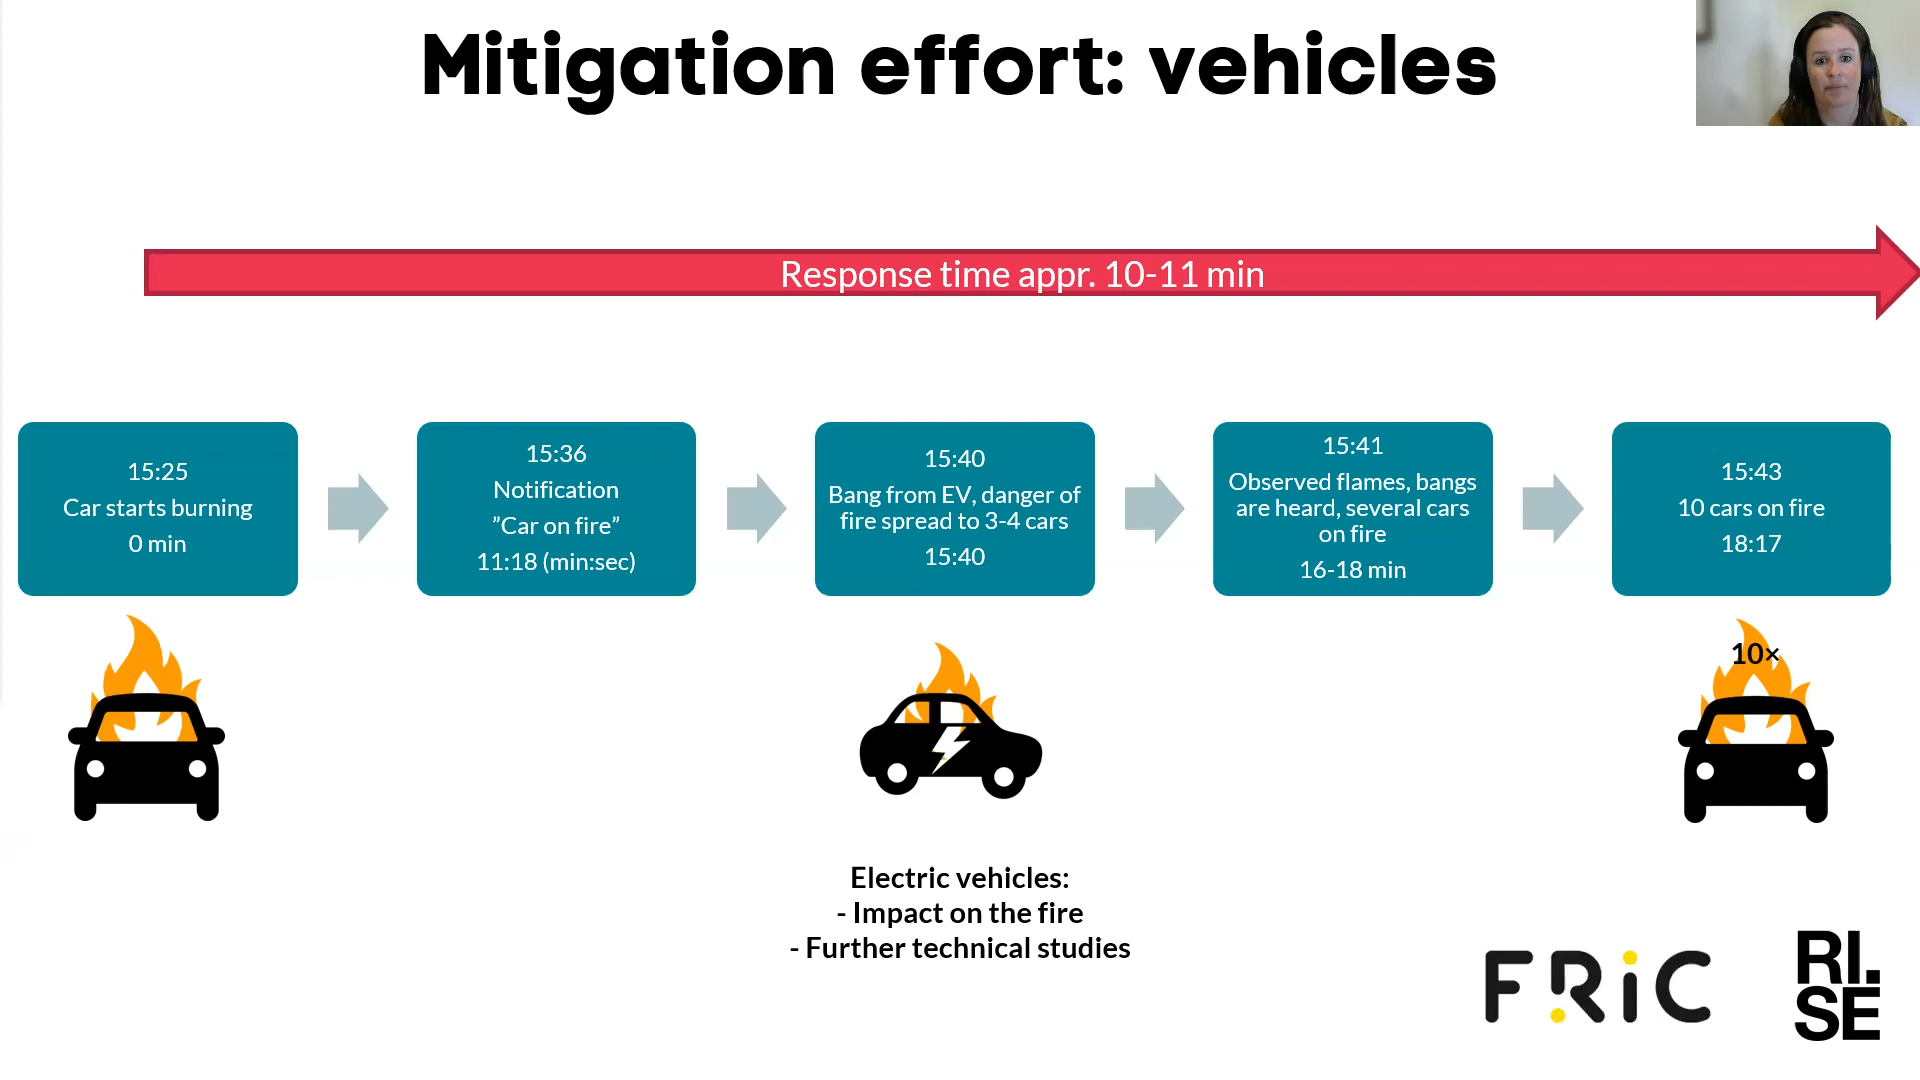 Mitigation effort: vehicles
Response time appr. 10-11 min
15:25
Car starts burning
0 min
15:36
Notification
”Car on fire”
11:18 (min:sec)
15:40
Bang from EV, danger of
fire spread to 3-4 cars
15:40
15:41
Observed flames, bangs
are heard, several cars
on fire
16-18 min
15:43
10 cars on fire
18:17
10×
Electric vehicles:
- Impact on the fire
- Further technical studies
FRiC
RI.
SE